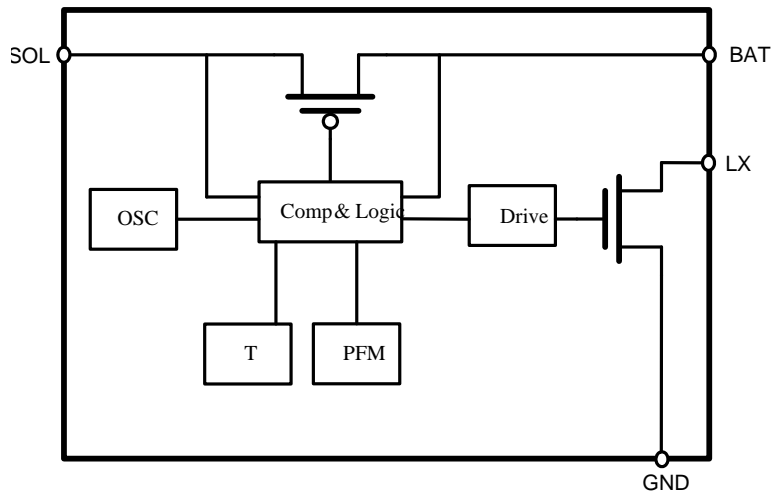 SOL
BAT
LX
OSC
Comp& Logic
Drive
T
PFM
GND